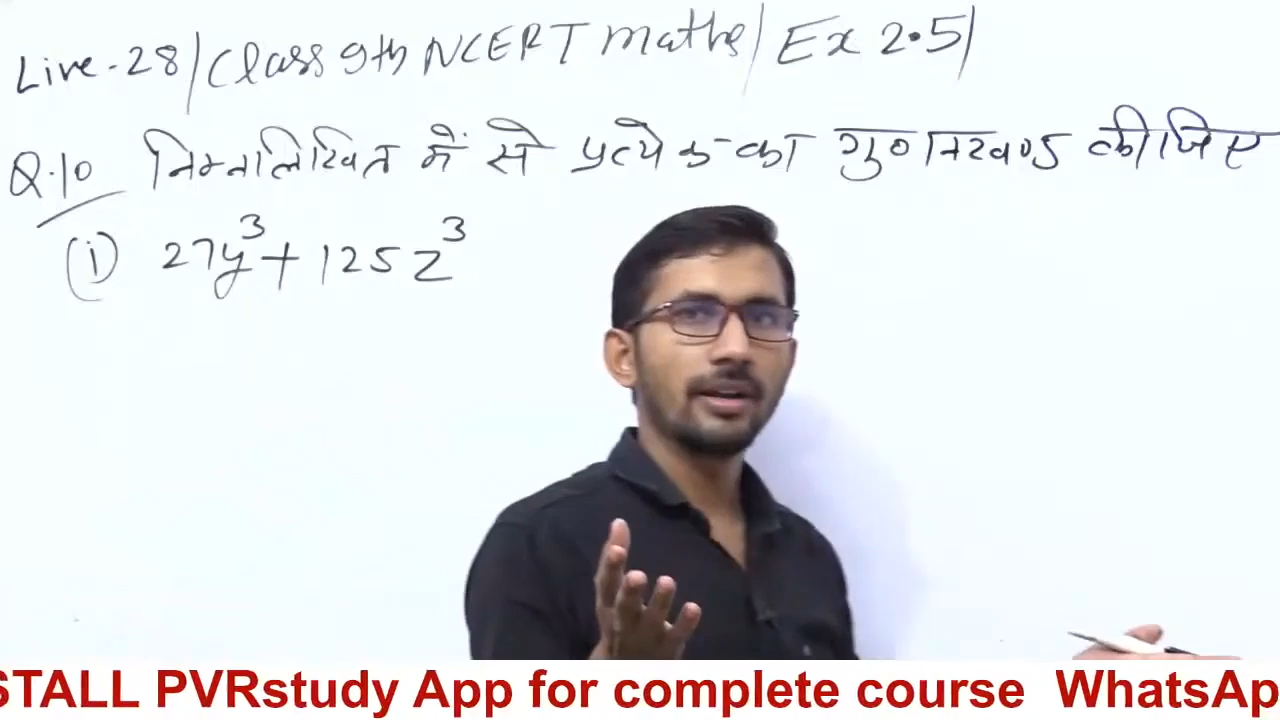 Live-28/Class 9th NCERT maths/Ex 2.5/
Q.10 निम्नलिखित में से प्रत्येक का गुणनखण्ड कीजिए
(i) 27y³ + 125z³
STALL PVRstudy App for complete course WhatsAp